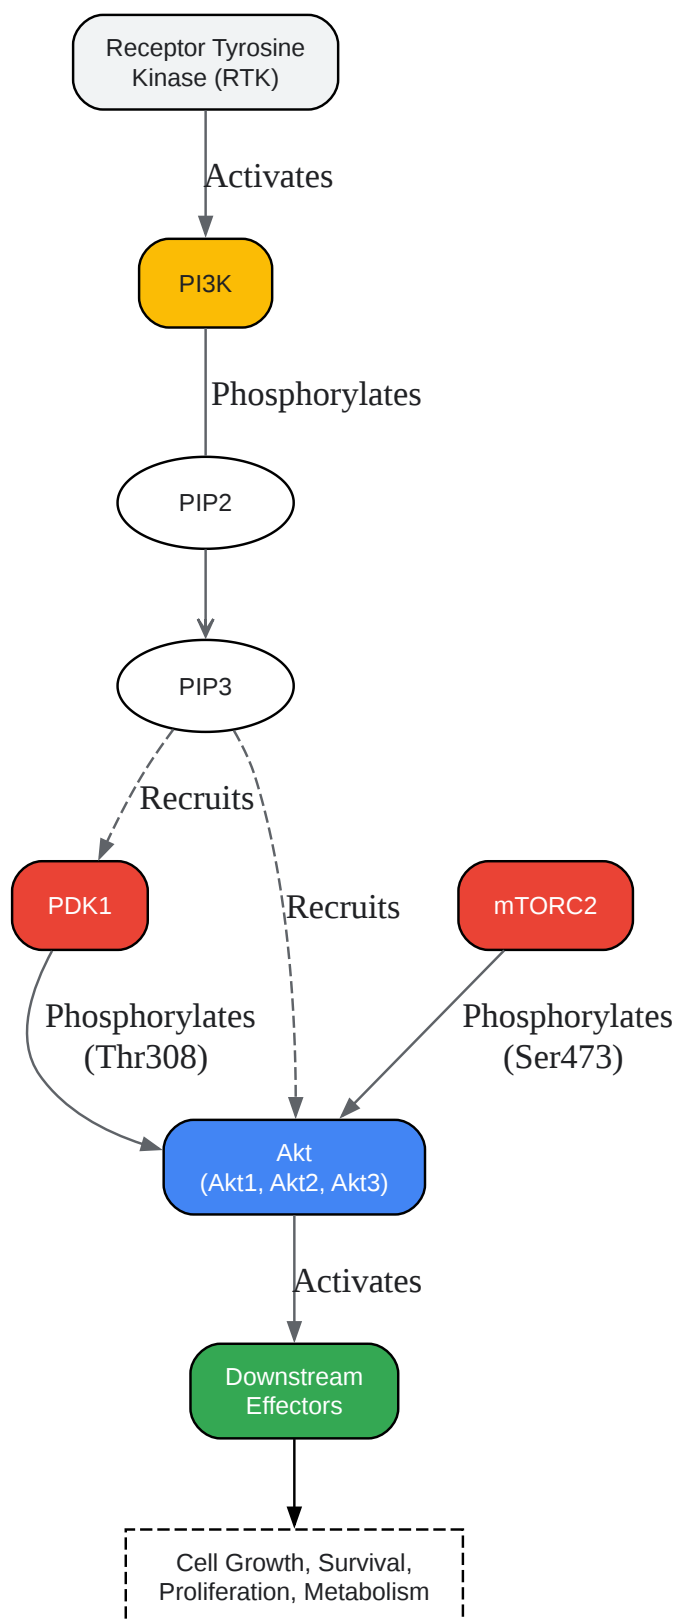 Receptor Tyrosine
Kinase (RTK)
Activates
PI3K
Phosphorylates
PIP2
PIP3
Recruits
PDK1
Recruits
mTORC2
Phosphorylates
(Thr308)
Phosphorylates
(Ser473)
Akt
(Akt1, Akt2, Akt3)
Activates
Downstream
Effectors
Cell Growth, Survival,
Proliferation, Metabolism